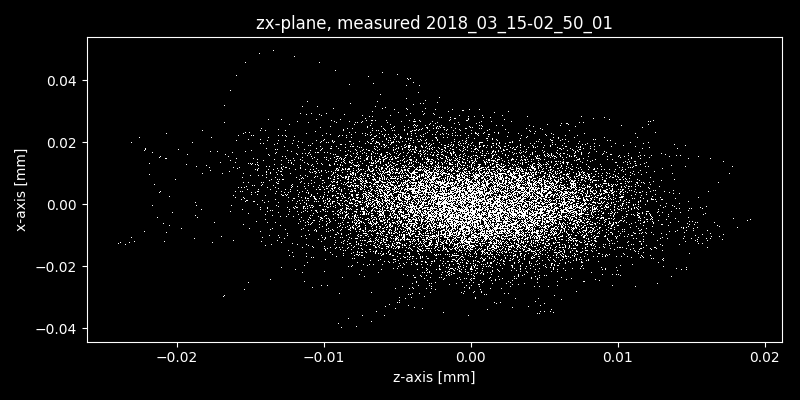 zx-plane, measured 2018_03_15-02_50_01
0.04
0.02
0.00
−0.02
−0.04
x-axis [mm]
−0.02 −0.01 0.00 0.01 0.02
z-axis [mm]